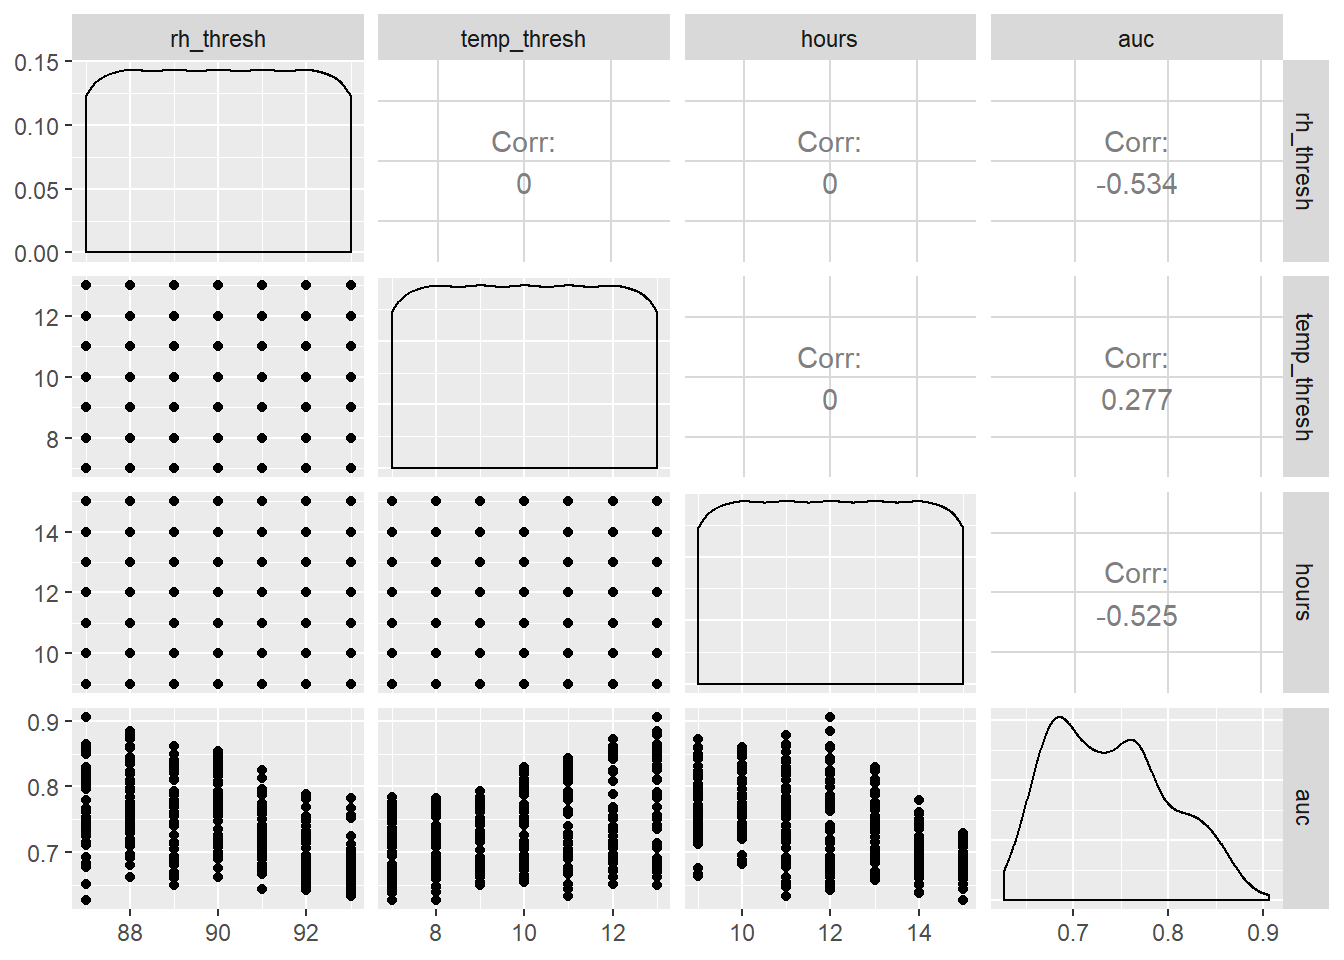 rh_thresh
temp_thresh
hours
auc
0.15
0.10
0.05
0.00
Corr:
0
Corr:
0
Corr:
-0.534
rh_thresh
12
10
8
Corr:
0
Corr:
0.277
temp_thresh
14
12
10
Corr:
-0.525
hours
0.9
0.8
0.7
auc
88 90 92
8 10 12
10 12 14
0.7 0.8 0.9